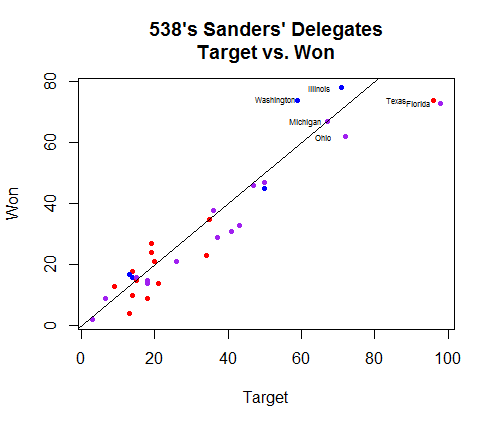 538's Sanders' Delegates
Target vs. Won
Won
80
60
40
20
0
Illinois
Washington
Texas
Florida
Michigan
Ohio
0 20 40 60 80 100
Target